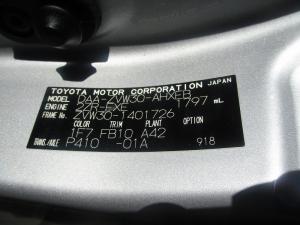 TOYOTA MOTOR CORPORATION JAPAN
MODEL DAA-ZVW30-AHXEB
ENGINE 2ZR-FXE 1797 mL
FRAME No. ZVW30-1401726
COLOR TRIM PLANT OPTION
1F7 FB10 A42
TRANS./AXLE P410 -01A 918